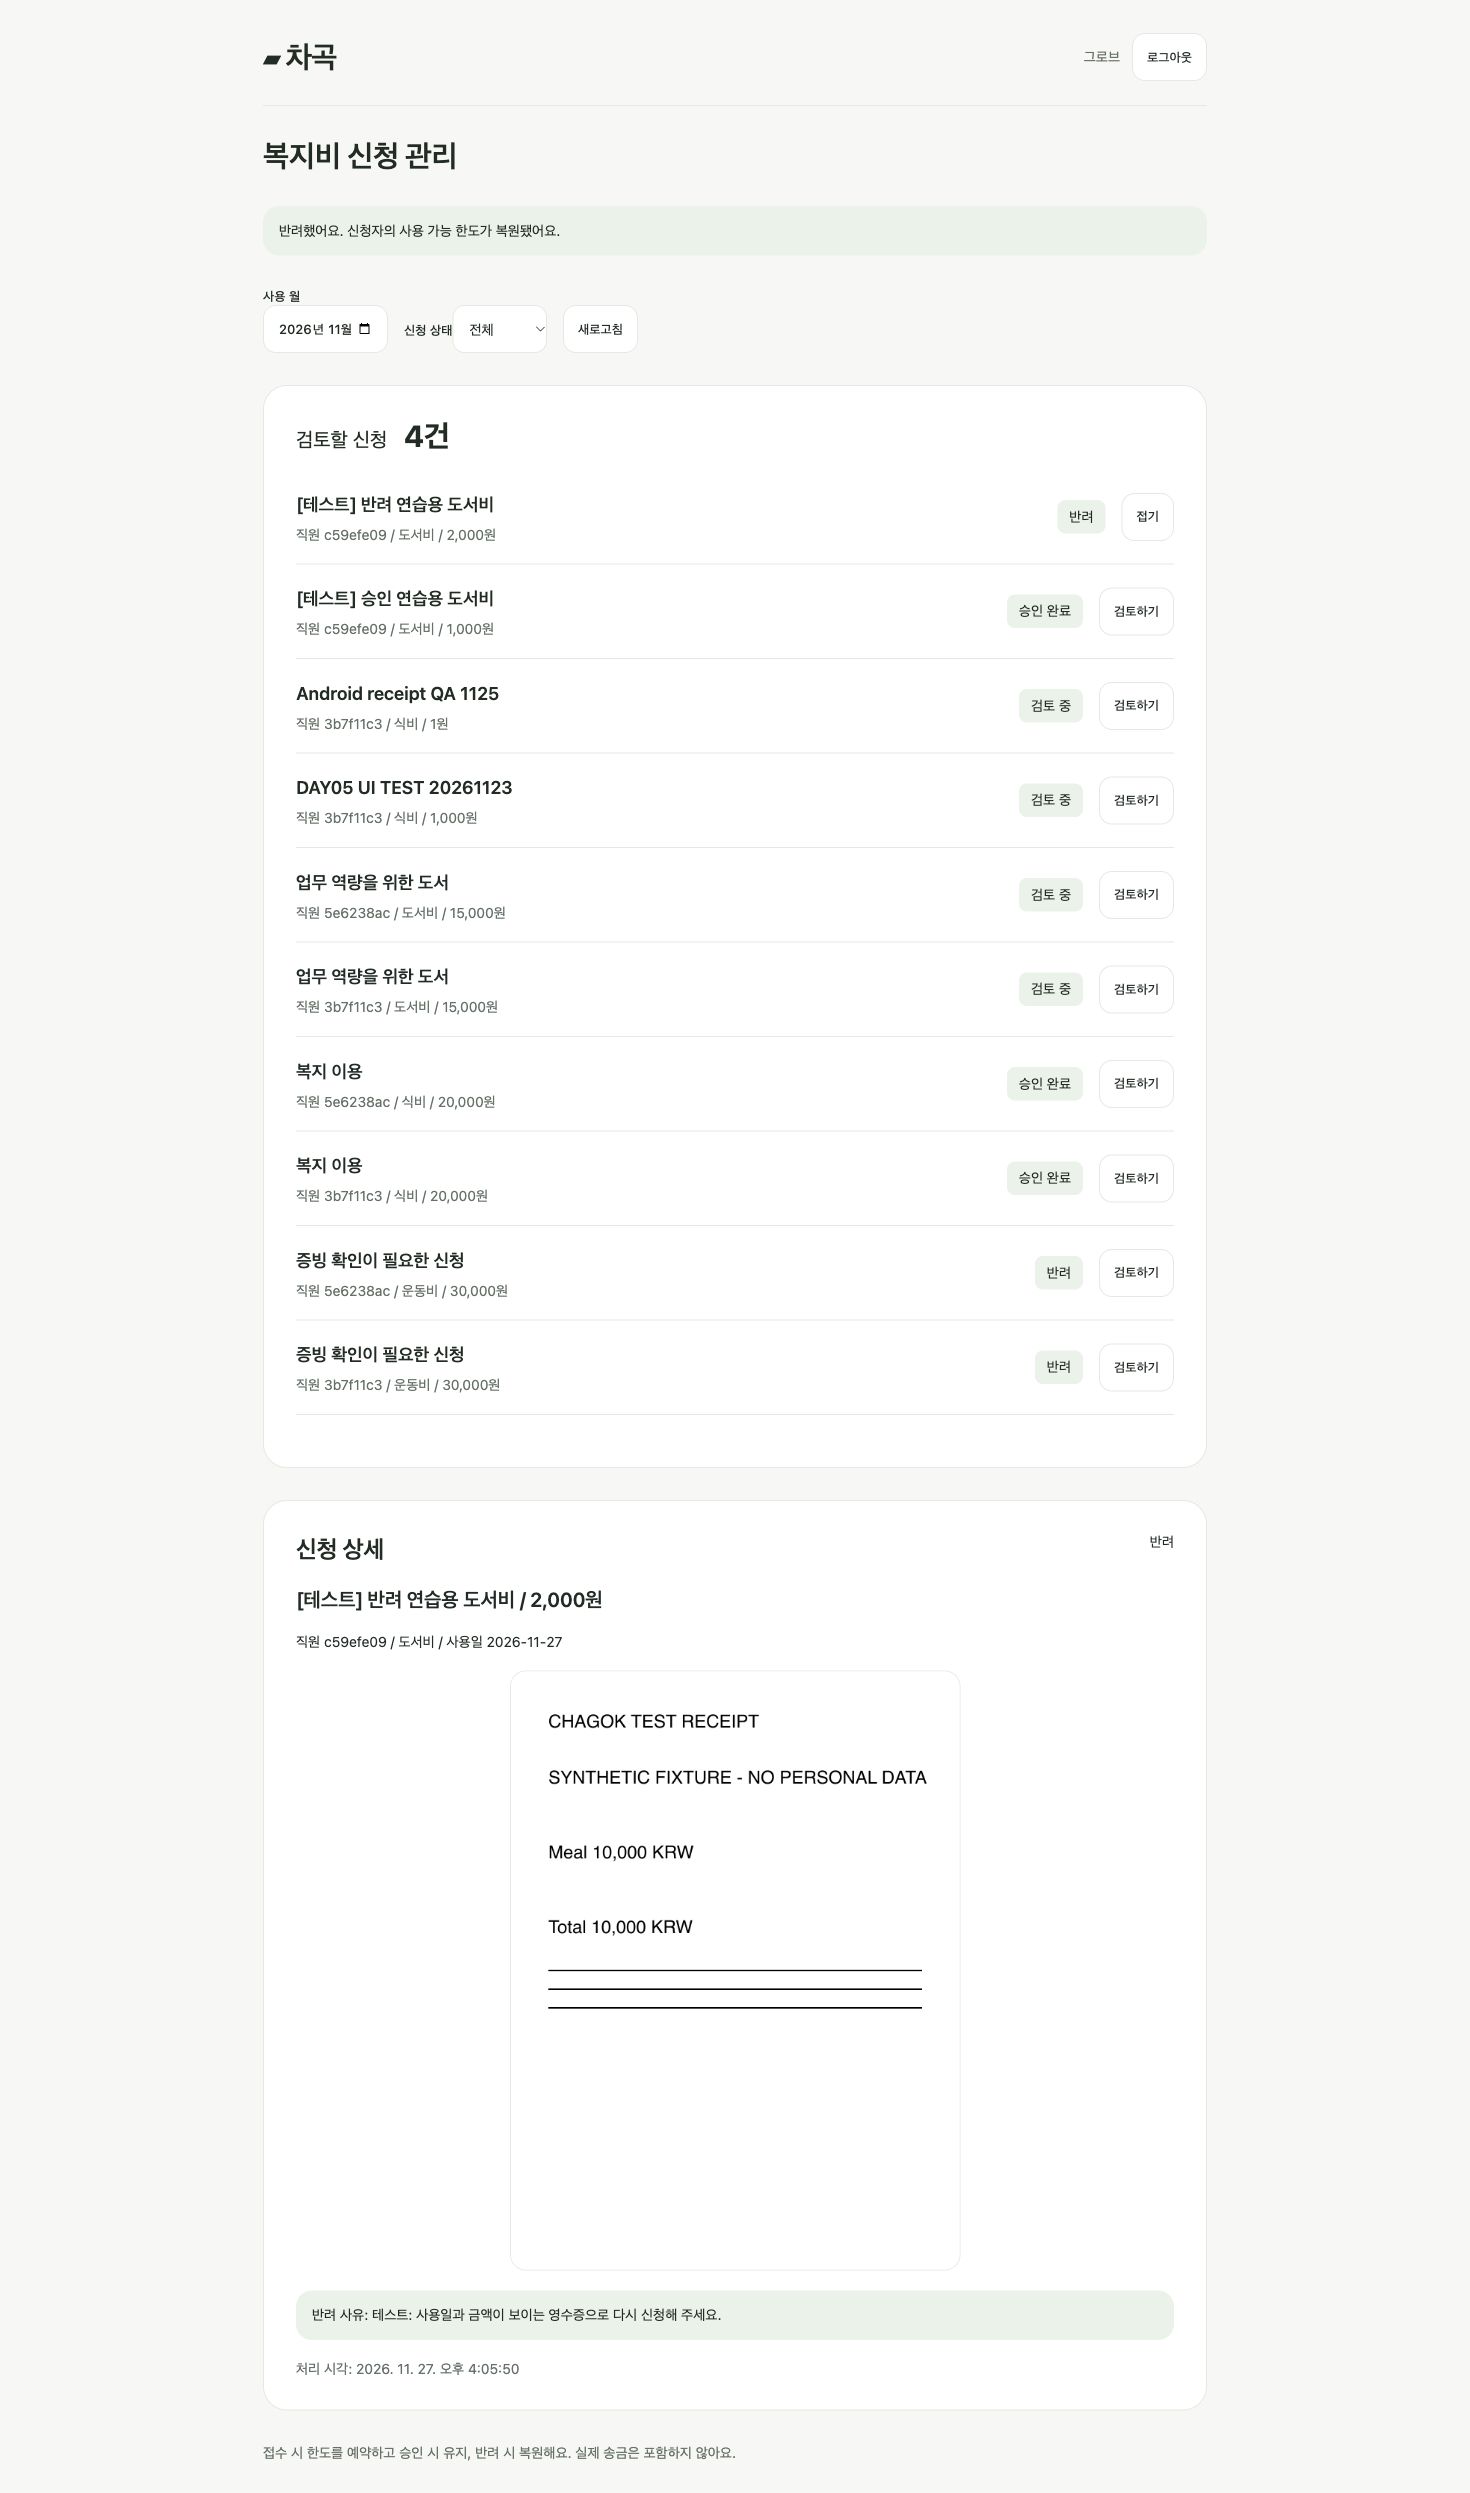 차곡
그로브
로그아웃
복지비 신청 관리
반려했어요. 신청자의 사용 가능 한도가 복원됐어요.
사용 월
2026년 11월
신청 상태
전체
새로고침
검토할 신청 4건
[테스트] 반려 연습용 도서비
직원 c59efe09 / 도서비 / 2,000원
반려
접기
[테스트] 승인 연습용 도서비
직원 c59efe09 / 도서비 / 1,000원
승인 완료
검토하기
Android receipt QA 1125
직원 3b7f11c3 / 식비 / 1원
검토 중
검토하기
DAY05 UI TEST 20261123
직원 3b7f11c3 / 식비 / 1,000원
검토 중
검토하기
업무 역량을 위한 도서
직원 5e6238ac / 도서비 / 15,000원
검토 중
검토하기
업무 역량을 위한 도서
직원 3b7f11c3 / 도서비 / 15,000원
검토 중
검토하기
복지 이용
직원 5e6238ac / 식비 / 20,000원
승인 완료
검토하기
복지 이용
직원 3b7f11c3 / 식비 / 20,000원
승인 완료
검토하기
증빙 확인이 필요한 신청
직원 5e6238ac / 운동비 / 30,000원
반려
검토하기
증빙 확인이 필요한 신청
직원 3b7f11c3 / 운동비 / 30,000원
반려
검토하기
신청 상세
반려
[테스트] 반려 연습용 도서비 / 2,000원
직원 c59efe09 / 도서비 / 사용일 2026-11-27
CHAGOK TEST RECEIPT
SYNTHETIC FIXTURE - NO PERSONAL DATA
Meal 10,000 KRW
Total 10,000 KRW
반려 사유: 테스트: 사용일과 금액이 보이는 영수증으로 다시 신청해 주세요.
처리 시각: 2026. 11. 27. 오후 4:05:50
접수 시 한도를 예약하고 승인 시 유지, 반려 시 복원해요. 실제 송금은 포함하지 않아요.